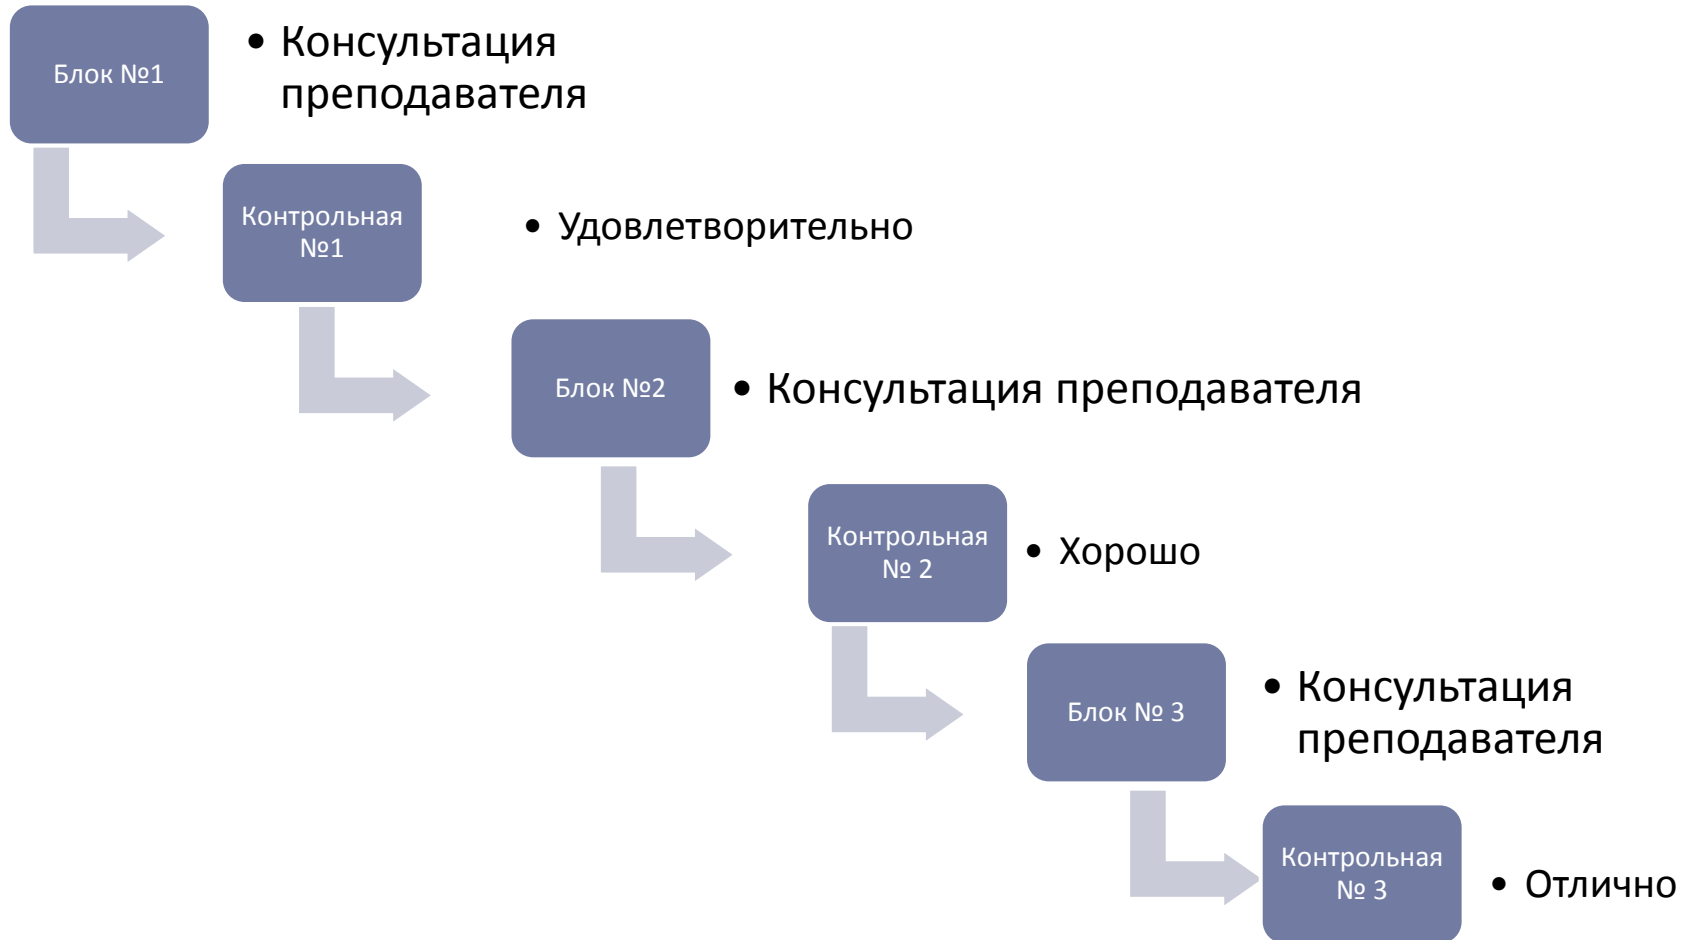 Блок №1
• Консультация
преподавателя
Контрольная
№1
• Удовлетворительно
Блок №2
• Консультация преподавателя
Контрольная
№ 2
• Хорошо
Блок № 3
• Консультация
преподавателя
Контрольная
№ 3
• Отлично